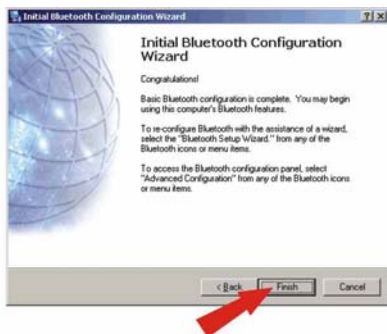 Initial Bluetooth Configuration Wizard
Initial Bluetooth Configuration
Wizard
Congratulations!
Basic Bluetooth configuration is complete. You may begin
using this computer's Bluetooth features.
To re-configure Bluetooth with the assistance of a wizard,
select the "Bluetooth Setup Wizard." from any of the
Bluetooth icons or menu items.
To access the Bluetooth configuration panel, select
"Advanced Configuration" from any of the Bluetooth icons
or menu items.
< Back Finish Cancel